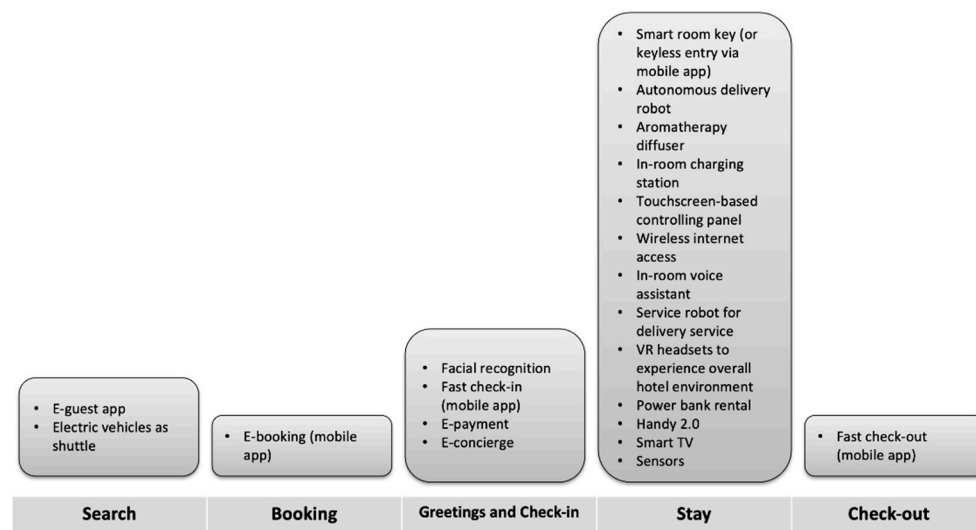 • E-guest app
• Electric vehicles as
shuttle
• E-booking (mobile
app)
• Facial recognition
• Fast check-in
(mobile app)
• E-payment
• E-concierge
• Smart room key (or
keyless entry via
mobile app)
• Autonomous delivery
robot
• Aromatherapy
diffuser
• In-room charging
station
• Touchscreen-based
controlling panel
• Wireless internet
access
• In-room voice
assistant
• Service robot for
delivery service
• VR headsets to
experience overall
hotel environment
• Power bank rental
• Handy 2.0
• Smart TV
• Sensors
• Fast check-out
(mobile app)
Search
Booking
Greetings and Check-in
Stay
Check-out